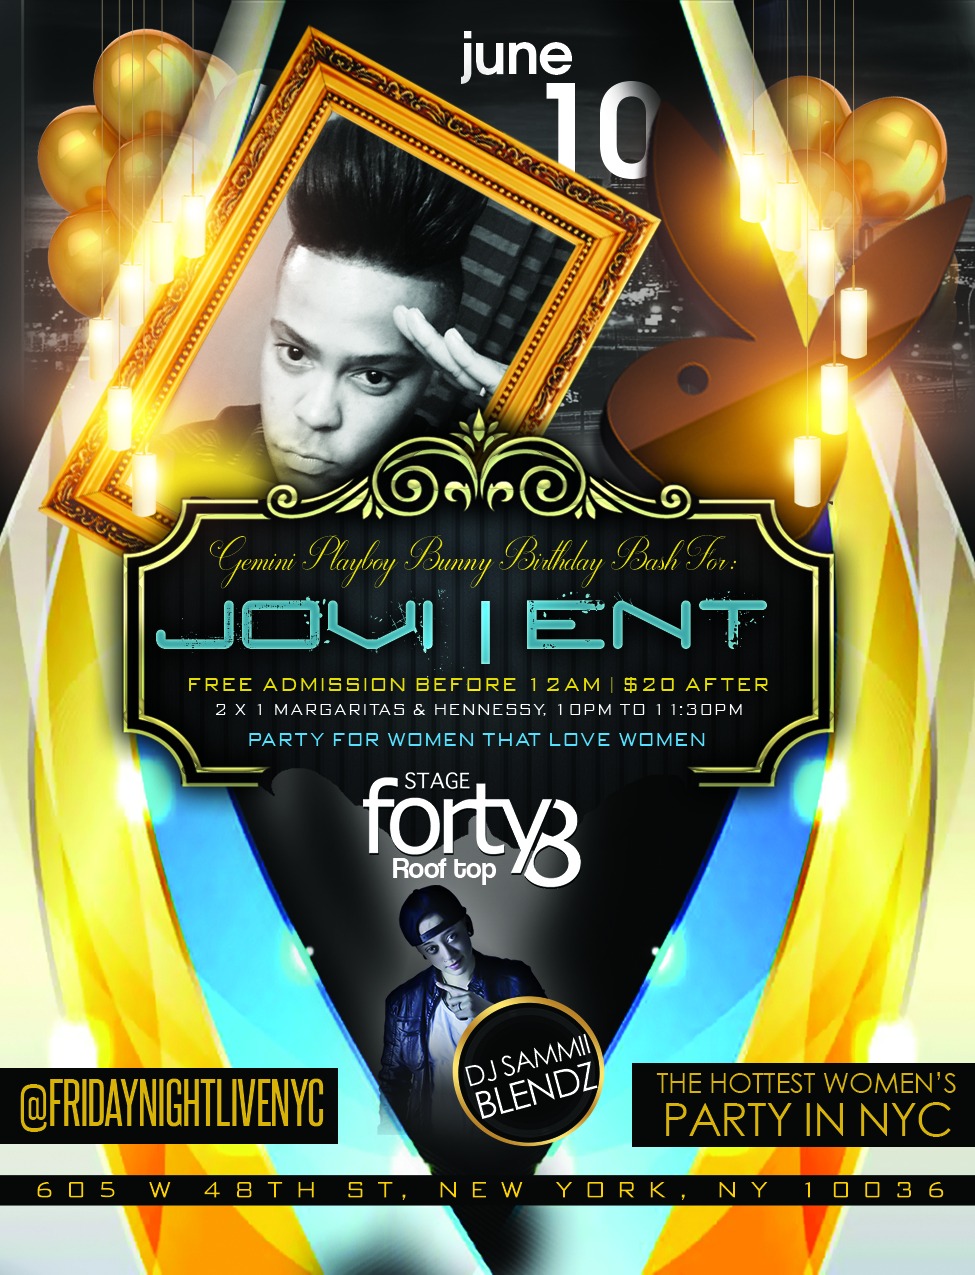 june
10
Gemini Playboy Bunny Birthday Bash For:
JOVI | ENT
FREE ADMISSION BEFORE 12AM | $20 AFTER
2 X 1 MARGARITAS & HENNESSY, 10PM TO 11:30PM
PARTY FOR WOMEN THAT LOVE WOMEN
STAGE
forty8
Roof top
DJ SAMMII
BLENDZ
@FRIDAYNIGHTLIVENYC
THE HOTTEST WOMEN'S
PARTY IN NYC
605 W 48TH ST, NEW YORK, NY 10036